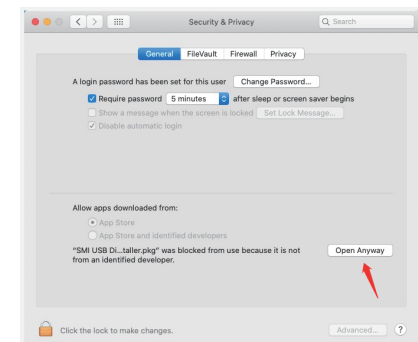 Security & Privacy
Search
General FileVault Firewall Privacy
A login password has been set for this user Change Password...
Require password 5 minutes after sleep or screen saver begins
Show a message when the screen is locked Set Lock Message...
Disable automatic login
Allow apps downloaded from:
App Store
App Store and identified developers
"SMI USB Di...taller.pkg" was blocked from use because it is not Open Anyway
from an identified developer.
Click the lock to make changes. Advanced... ?